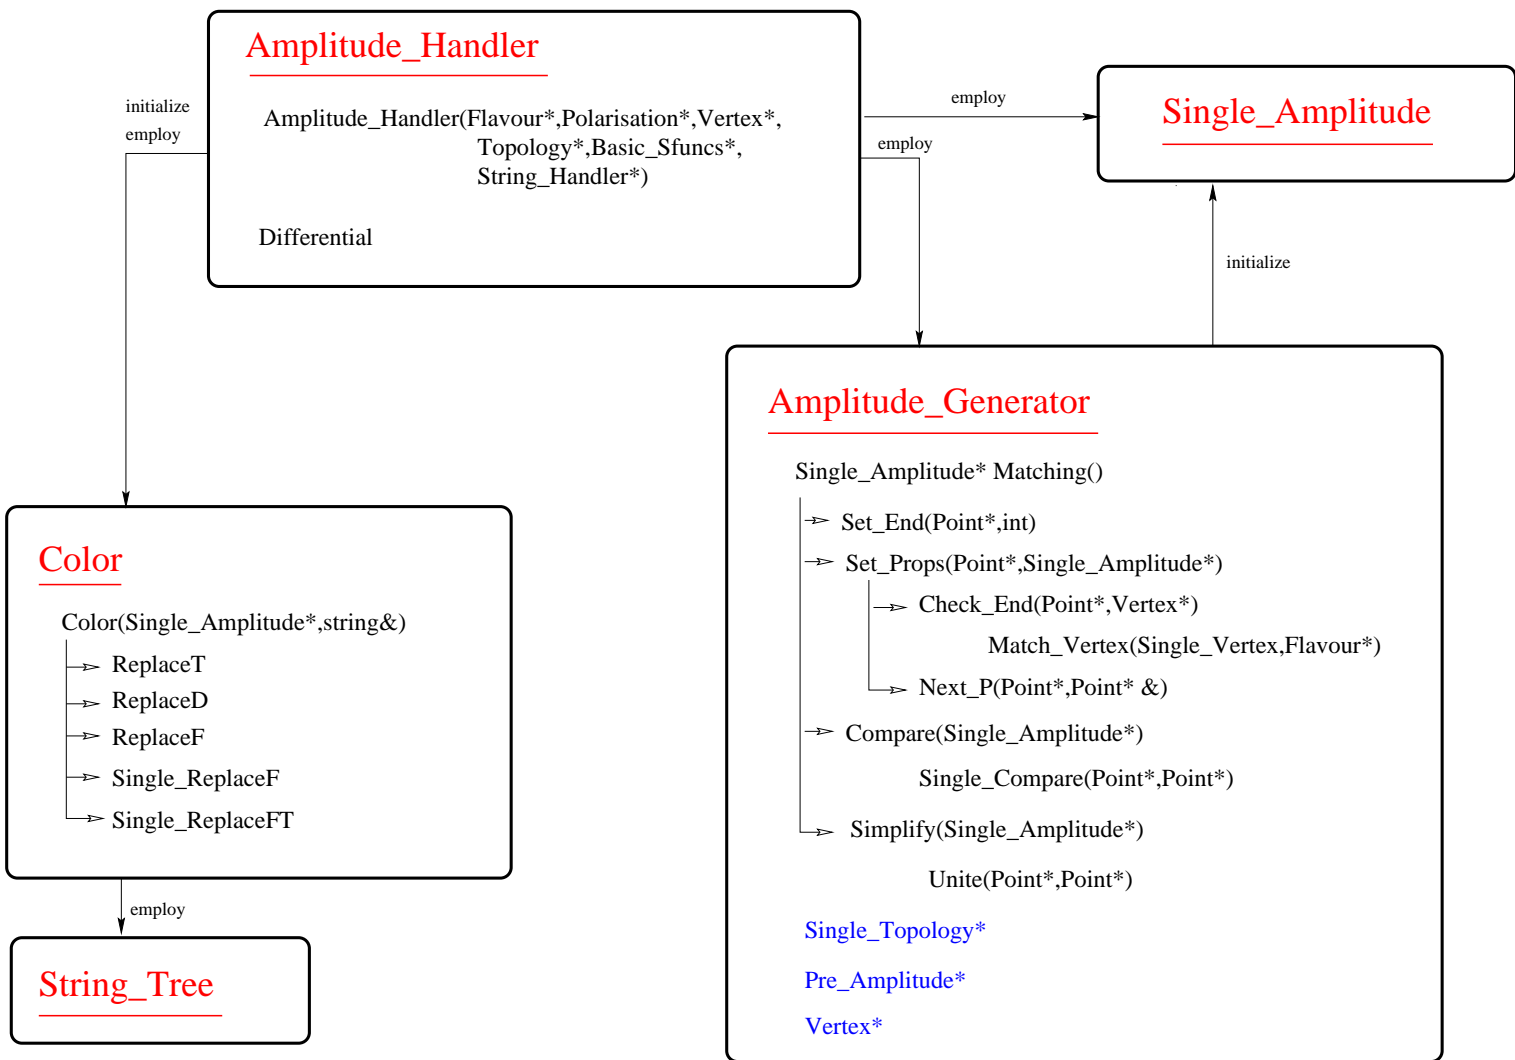 Amplitude_Handler
Amplitude_Handler(Flavour*,Polarisation*,Vertex*,
Topology*,Basic_Sfuncs*,
String_Handler*)
Differential
initialize
employ
employ
employ
Single_Amplitude
initialize
Amplitude_Generator
Single_Amplitude* Matching()
Set_End(Point*,int)
Set_Props(Point*,Single_Amplitude*)
Check_End(Point*,Vertex*)
Match_Vertex(Single_Vertex,Flavour*)
Next_P(Point*,Point* &)
Compare(Single_Amplitude*)
Single_Compare(Point*,Point*)
Simplify(Single_Amplitude*)
Unite(Point*,Point*)
Single_Topology*
Pre_Amplitude*
Vertex*
Color
Color(Single_Amplitude*,string&)
ReplaceT
ReplaceD
ReplaceF
Single_ReplaceF
Single_ReplaceFT
employ
String_Tree